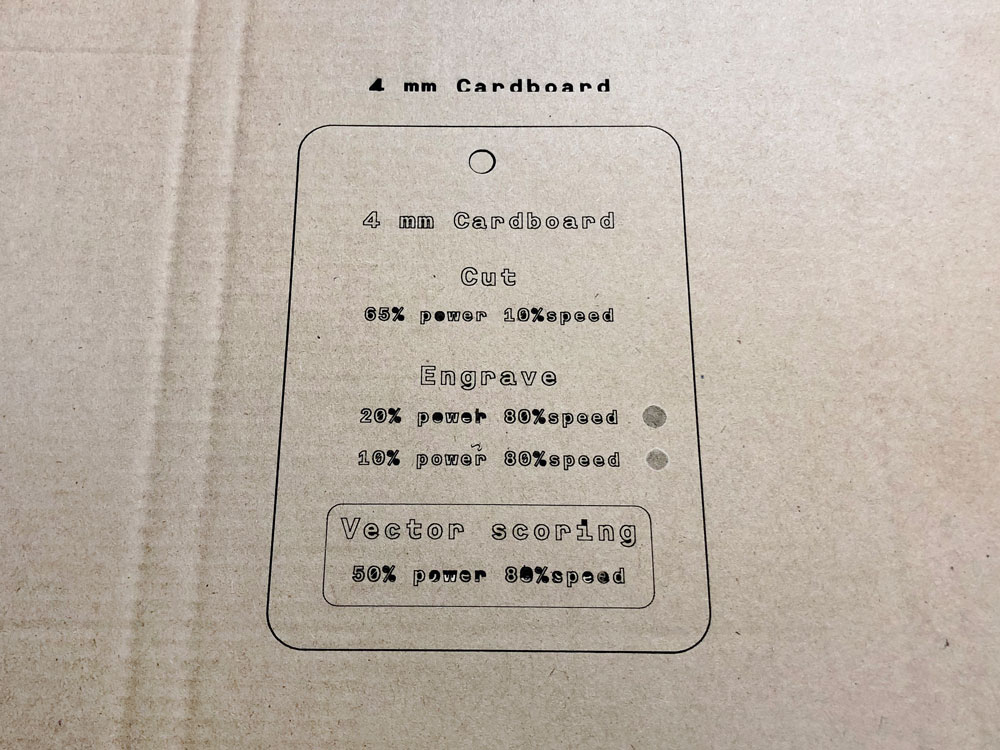 4 mm Cardboard
4 mm Cardboard
Cut
65% power 10%speed
Engrave
20% power 80%speed
10% power 80%speed
Vector scoring
50% power 80%speed